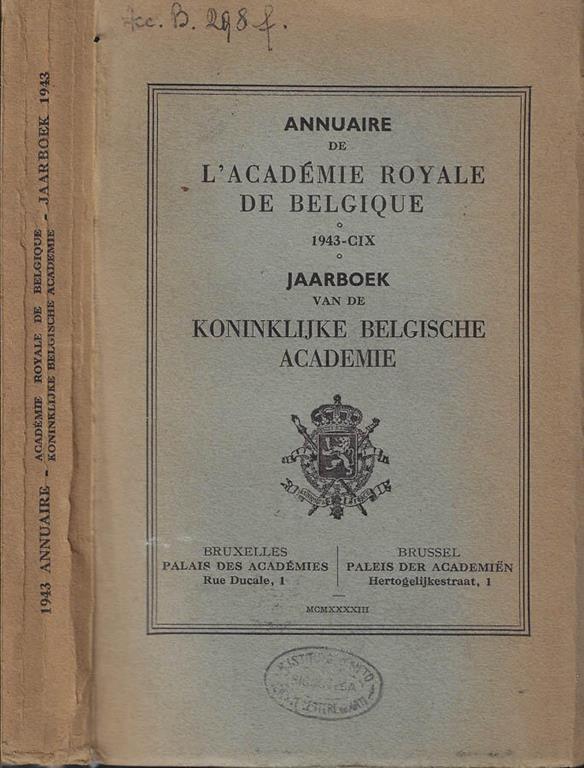 1943 ANNUAIRE - ACADÉMIE ROYALE DE BELGIQUE
KONINKLIJKE BELGISCHE ACADEMIE - JAARBOEK 1943
Acc. B. 298 f.
ANNUAIRE
DE
L'ACADÉMIE ROYALE
DE BELGIQUE
1943-CIX
JAARBOEK
VAN DE
KONINKLIJKE BELGISCHE
ACADEMIE
BRUXELLES
PALAIS DES ACADÉMIES
Rue Ducale, 1
BRUSSEL
PALEIS DER ACADEMIËN
Hertogelijkestraat, 1
MCMXXXXIII